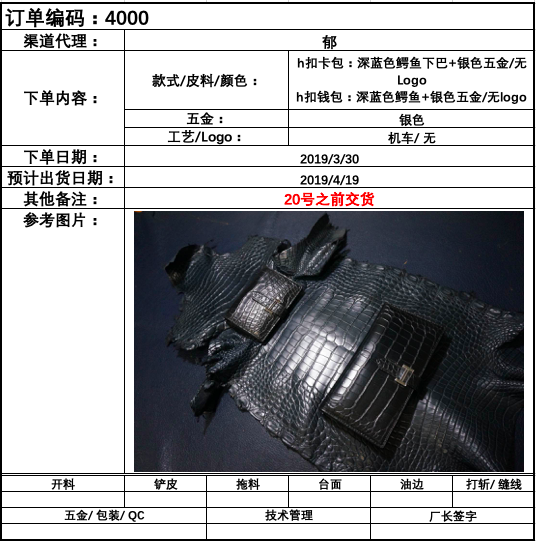 订单编码：4000
渠道代理：
郁
下单内容：
款式/皮料/颜色：
h扣卡包：深蓝色鳄鱼下巴+银色五金/无
Logo
h扣钱包：深蓝色鳄鱼+银色五金/无logo
五金：
银色
工艺/Logo：
机车/ 无
下单日期：
2019/3/30
预计出货日期：
2019/4/19
其他备注：
20号之前交货
参考图片：
开料
铲皮
拖料
台面
油边
打斩/ 缝线
五金/ 包装/ QC
技术管理
厂长签字